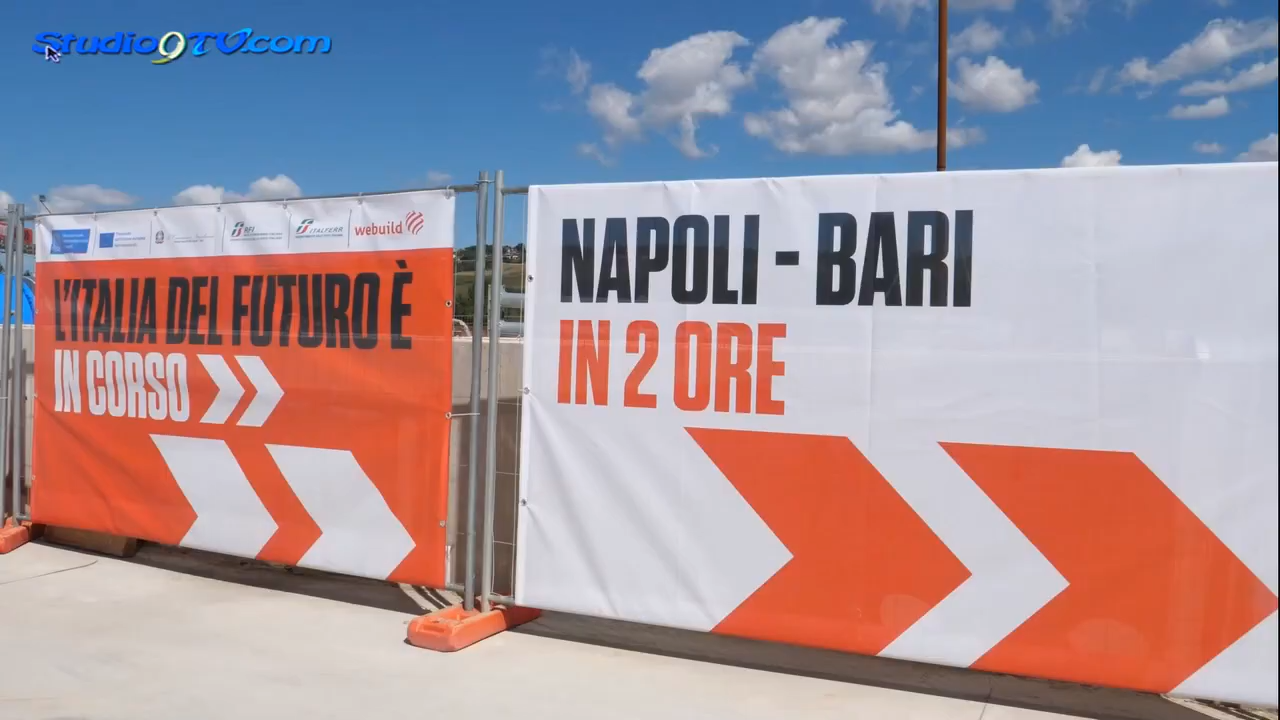 Studio9TV.com
RFI
ITALFERR
webuild
L'ITALIA DEL FUTURO È
IN CORSO
NAPOLI - BARI
IN 2 ORE